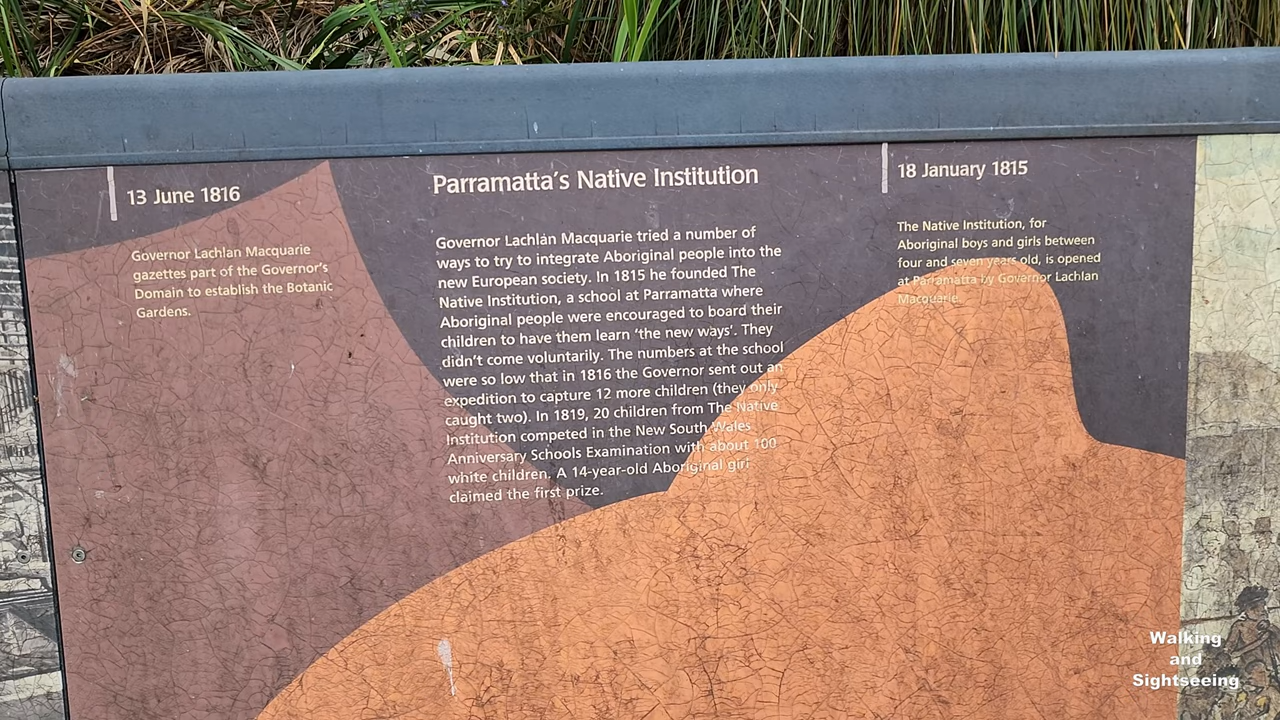 13 June 1816
Governor Lachlan Macquarie
gazettes part of the Governor's
Domain to establish the Botanic
Gardens.
Parramatta's Native Institution
Governor Lachlan Macquarie tried a number of
ways to try to integrate Aboriginal people into the
new European society. In 1815 he founded The
Native Institution, a school at Parramatta where
Aboriginal people were encouraged to board their
children to have them learn 'the new ways'. They
didn't come voluntarily. The numbers at the school
were so low that in 1816 the Governor sent out an
expedition to capture 12 more children (they only
caught two). In 1819, 20 children from The Native
Institution competed in the New South Wales
Anniversary Schools Examination with about 100
white children. A 14-year-old Aboriginal girl
claimed the first prize.
18 January 1815
The Native Institution, for
Aboriginal boys and girls between
four and seven years old, is opened
at Parramatta by Governor Lachlan
Macquarie.
Walking
and
Sightseeing